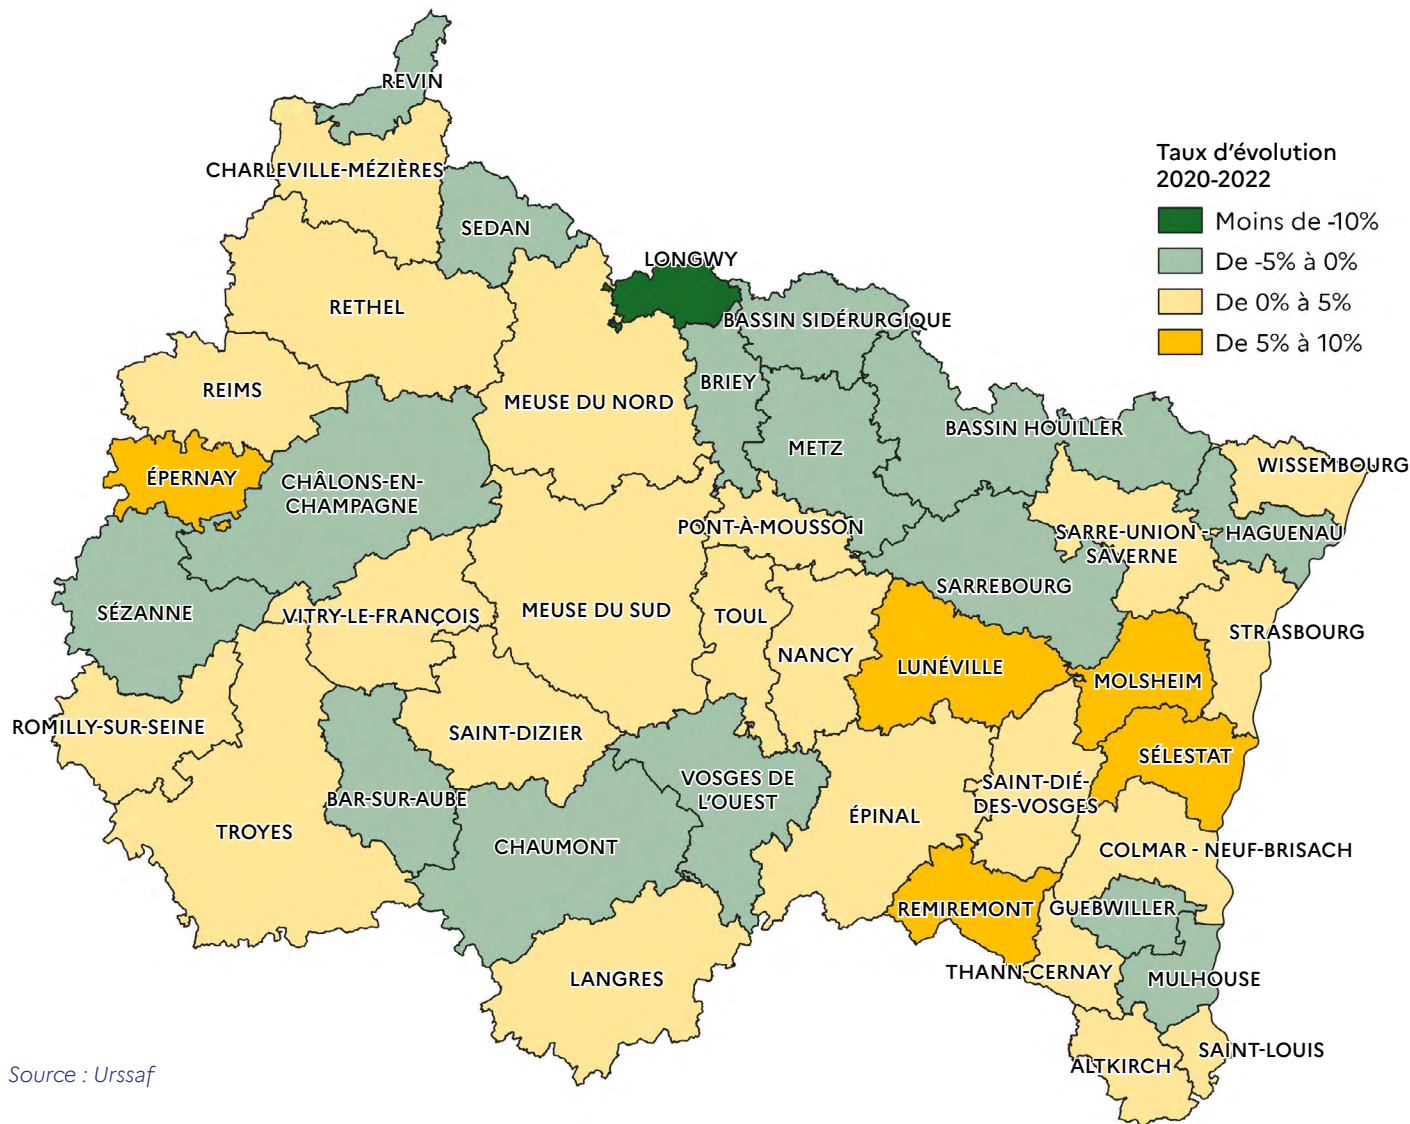 REVIN
CHARLEVILLE-MÉZIÈRES
SEDAN
Taux d'évolution
2020-2022
Moins de -10%
De -5% à 0%
De 0% à 5%
De 5% à 10%
LONGWY
RETHEL
BASSIN SIDÉRURGIQUE
REIMS
BRIEY
MEUSE DU NORD
BASSIN HOUILLER
METZ
WISSEMBOURG
ÉPERNAY
CHÂLONS-EN-
CHAMPAGNE
PONT-À-MOUSSON
SARRE-UNION -
SAVERNE
HAGUENAU
SARREBOURG
SÉZANNE
VITRY-LE-FRANÇOIS
MEUSE DU SUD
TOUL
STRASBOURG
NANCY
LUNÉVILLE
MOLSHEIM
ROMILLY-SUR-SEINE
SAINT-DIZIER
SÉLESTAT
VOSGES DE
L'OUEST
SAINT-DIÉ-
DES-VOSGES
BAR-SUR-AUBE
ÉPINAL
TROYES
CHAUMONT
COLMAR - NEUF-BRISACH
REMIREMONT
GUEBWILLER
THANN-CERNAY
LANGRES
MULHOUSE
SAINT-LOUIS
ALTKIRCH
Source : Urssaf